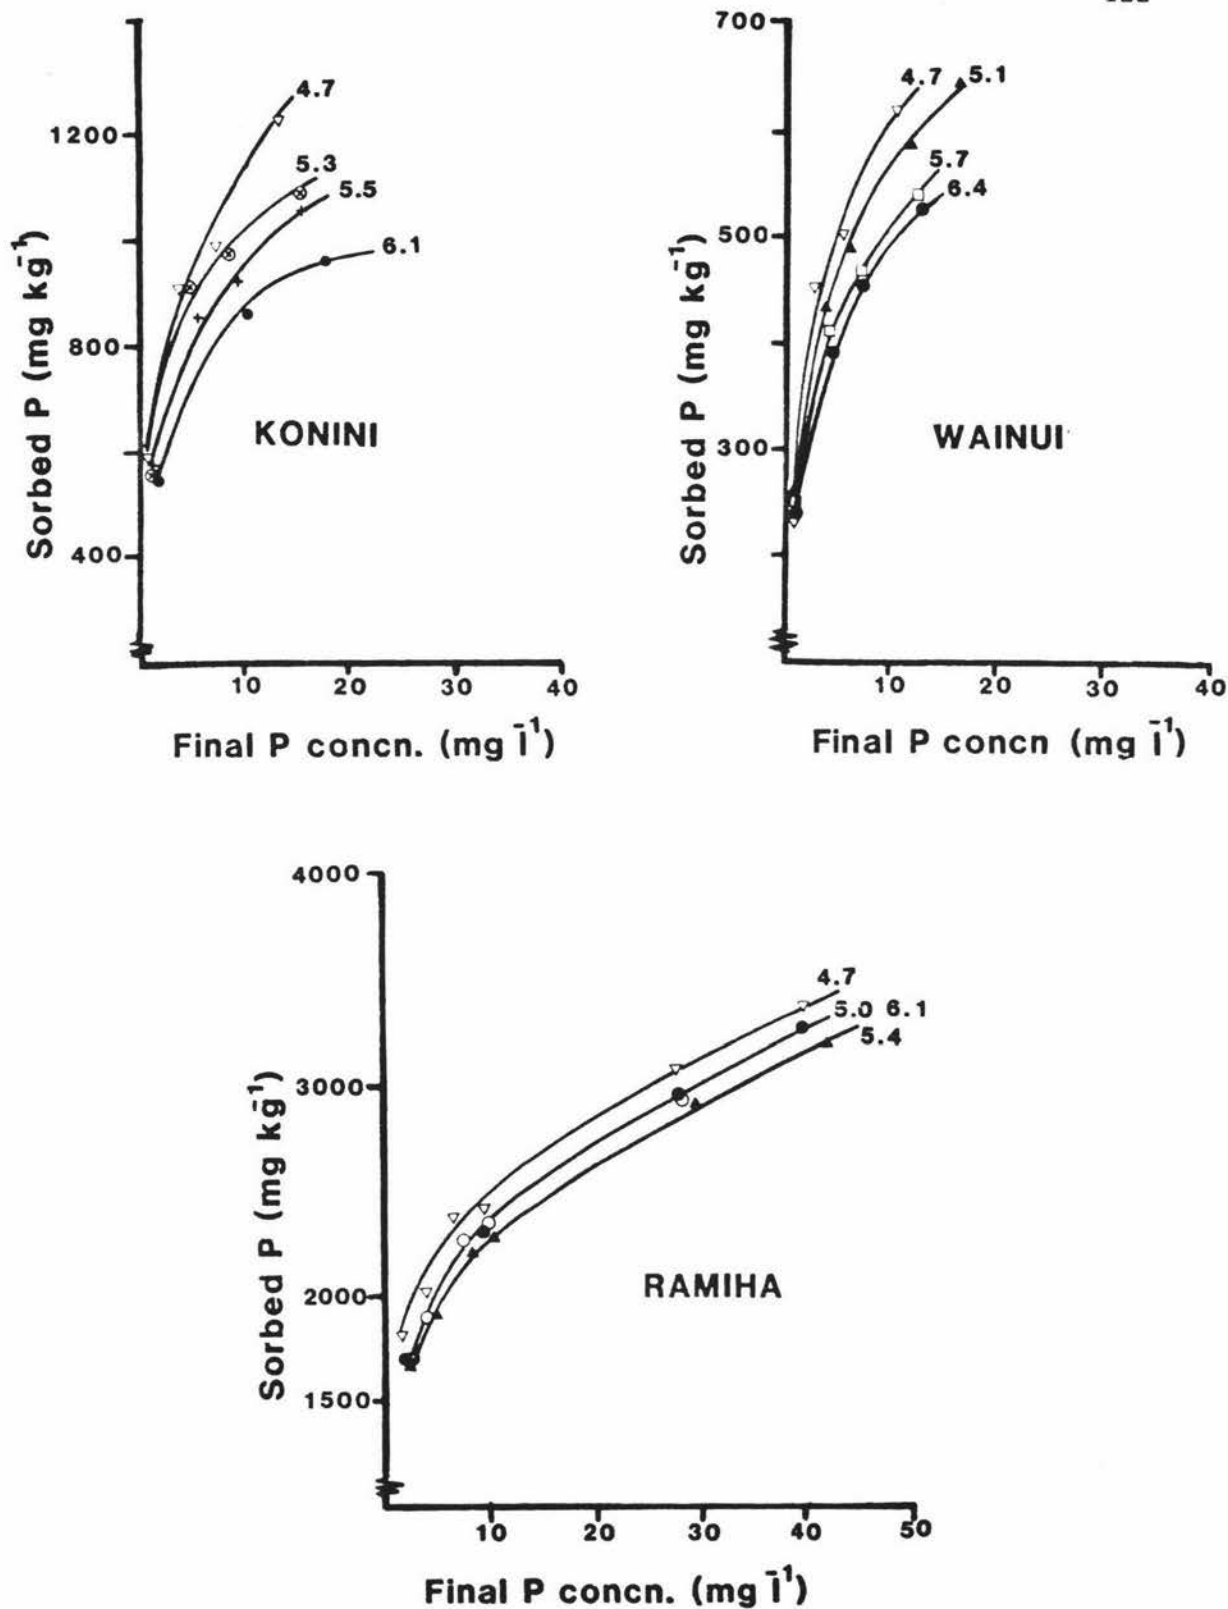 4.7
5.3
5.5
6.1
1200
800
400
Sorbed P (mg kg⁻¹)
KONINI
10 20 30 40
Final P concn. (mg l⁻¹)
700
500
300
4.7
5.1
5.7
6.4
Sorbed P (mg kg⁻¹)
WAINUI
10 20 30 40
Final P concn (mg l⁻¹)
4000
3000
2000
1500
4.7
5.0 6.1
5.4
Sorbed P (mg kg⁻¹)
RAMIHA
10 20 30 40 50
Final P concn. (mg l⁻¹)